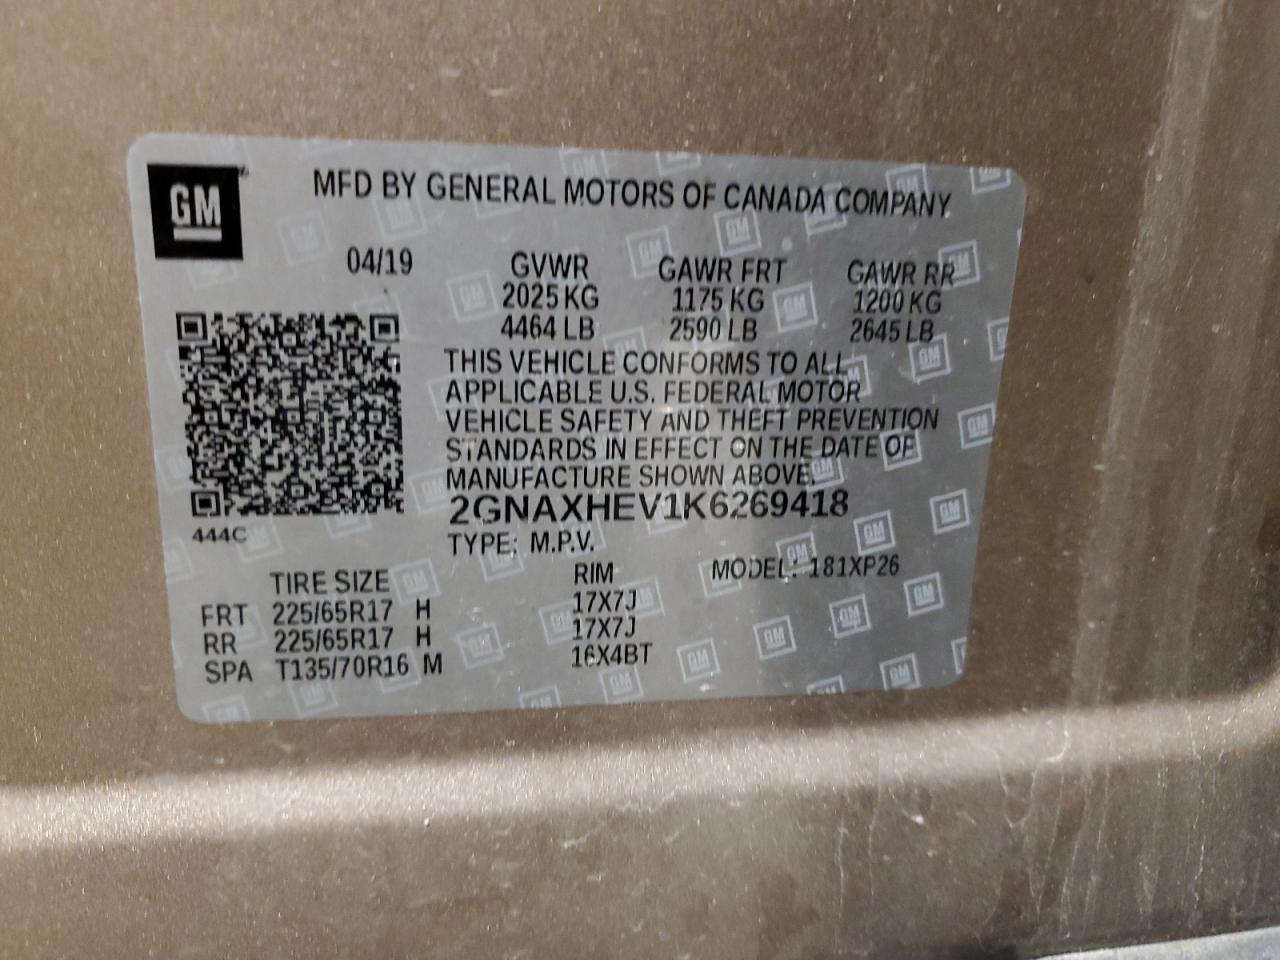 GM
MFD BY GENERAL MOTORS OF CANADA COMPANY
04/19 GVWR GAWR FRT GAWR RR
2025 KG 1175 KG 1200 KG
4464 LB 2590 LB 2645 LB
THIS VEHICLE CONFORMS TO ALL
APPLICABLE U.S. FEDERAL MOTOR
VEHICLE SAFETY AND THEFT PREVENTION
STANDARDS IN EFFECT ON THE DATE OF
MANUFACTURE SHOWN ABOVE.
2GNAXHEV1K6269418
444C
TYPE: M.P.V.
MODEL: 181XP26
TIRE SIZE RIM
FRT 225/65R17 H 17X7J
RR 225/65R17 H 17X7J
SPA T135/70R16 M 16X4BT